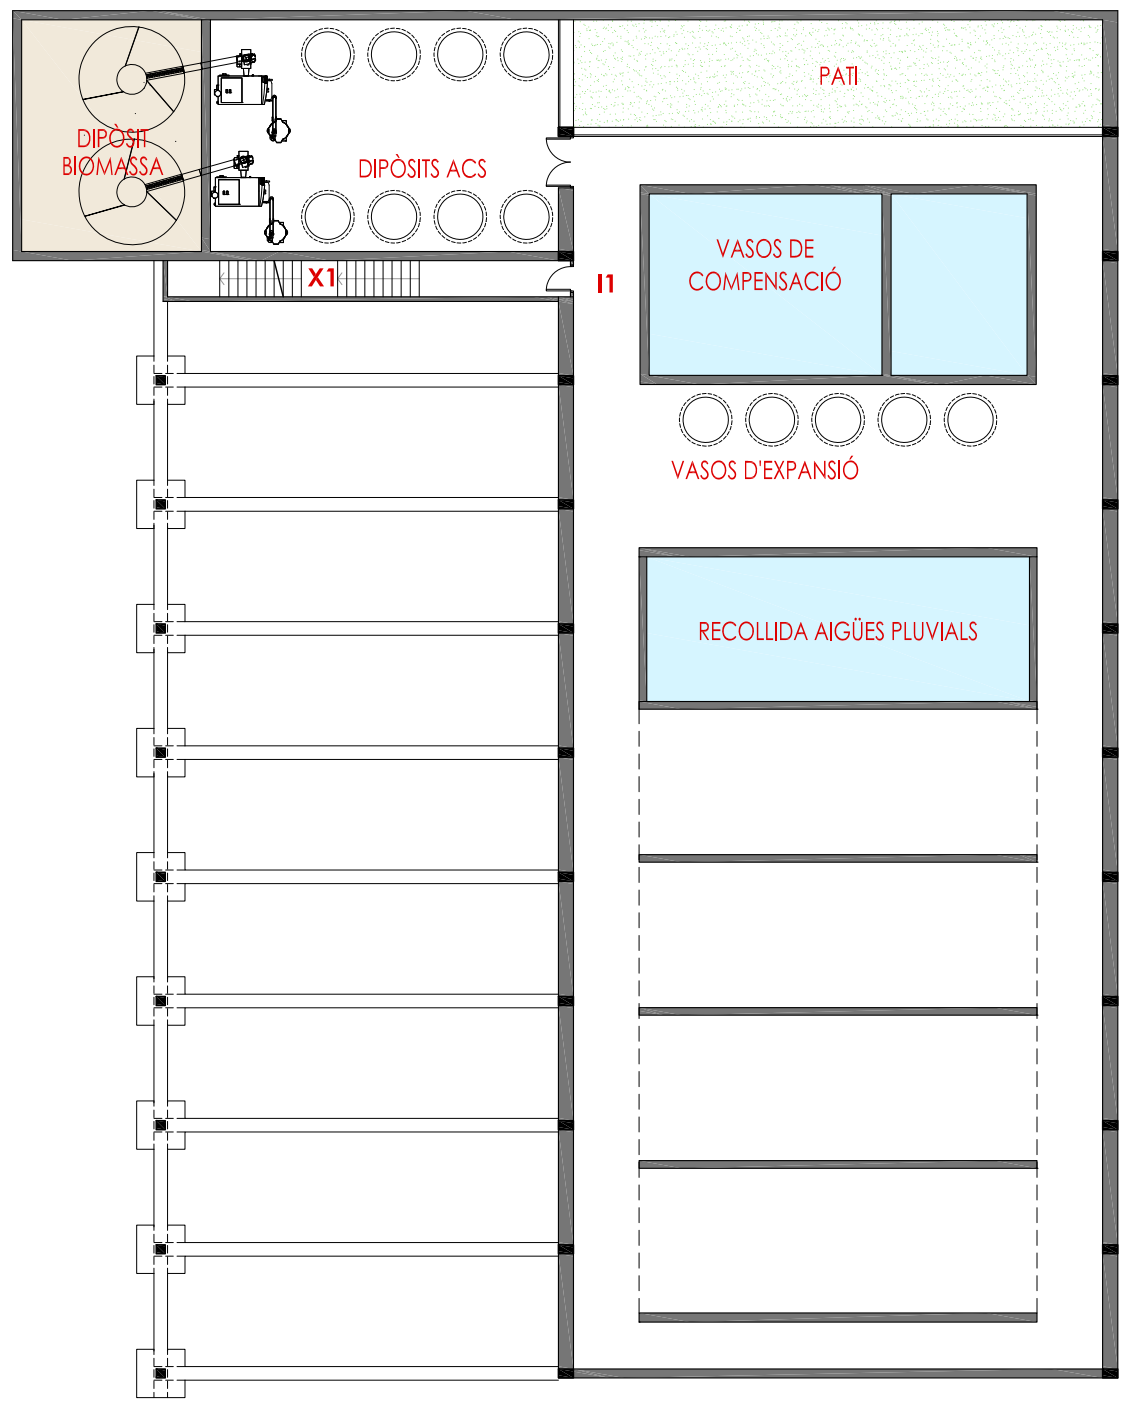 PATI
DIPÒSIT
BIOMASSA
DIPÒSITS ACS
VASOS DE
COMPENSACIÓ
X1
I1
VASOS D'EXPANSIÓ
RECOLLIDA AIGÜES PLUVIALS